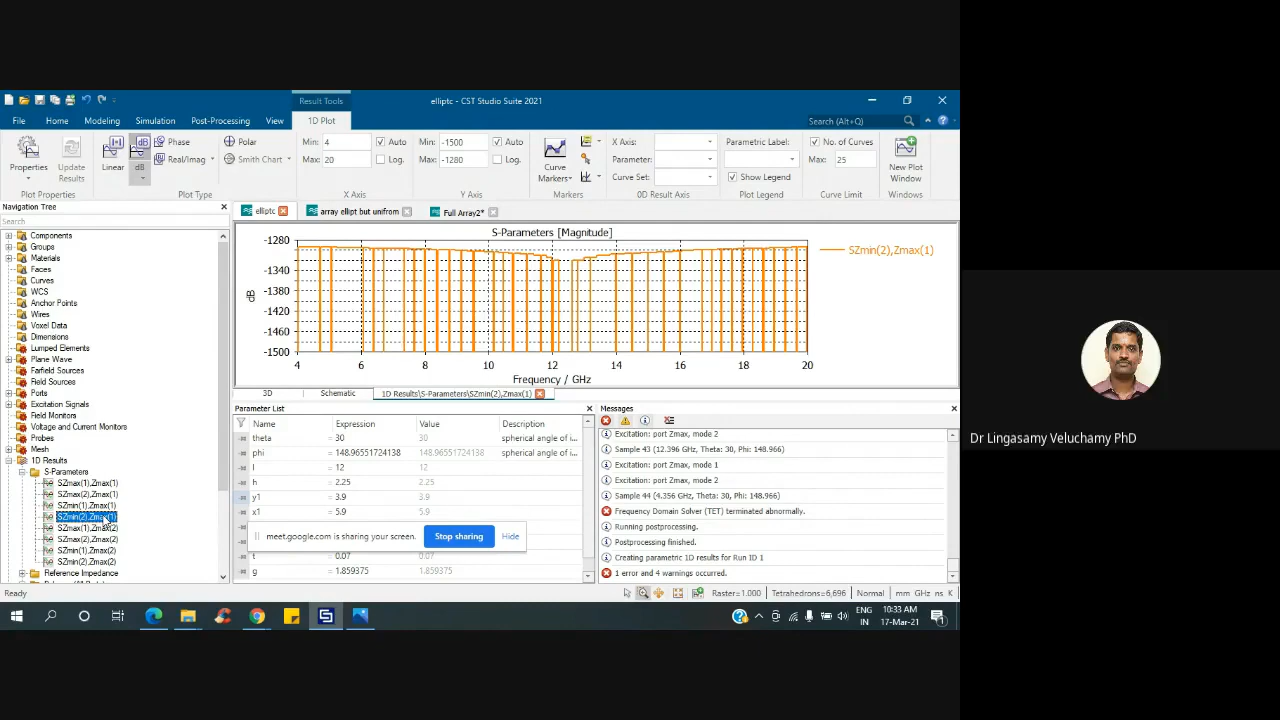 Result Tools
elliptc - CST Studio Suite 2021
File Home Modeling Simulation Post-Processing View 1D Plot
Search (Alt+Q)
Properties
Update Results
Plot Properties
Linear
dB
Phase
Real/Imag
Polar
Smith Chart
Plot Type
Min: 4 Auto
Max: 20 Log.
X Axis
Min: -1500 Auto
Max: -1280 Log.
Y Axis
Curve Markers
Markers
X Axis:
Parameter:
Curve Set:
0D Result Axis
Parametric Label:
Show Legend
Plot Legend
No. of Curves
Max: 25
Curve Limit
New Plot Window
Windows
Navigation Tree
Search
Components
Groups
Materials
Faces
Curves
WCS
Anchor Points
Wires
Voxel Data
Dimensions
Lumped Elements
Plane Wave
Farfield Sources
Field Sources
Ports
Excitation Signals
Field Monitors
Voltage and Current Monitors
Probes
Mesh
1D Results
S-Parameters
SZmax(1),Zmax(1)
SZmax(2),Zmax(1)
SZmin(1),Zmax(1)
SZmin(2),Zmax(1)
SZmax(1),Zmax(2)
SZmax(2),Zmax(2)
SZmin(1),Zmax(2)
SZmin(2),Zmax(2)
Reference Impedance
elliptc
array ellipt but unifrom
Full Array2*
S-Parameters [Magnitude]
-1280
-1340
-1380
-1420
-1460
-1500
dB
4 6 8 10 12 14 16 18 20
Frequency / GHz
SZmin(2),Zmax(1)
3D Schematic 1D Results\S-Parameters\SZmin(2),Zmax(1)
Parameter List
Name Expression Value Description
theta = 30 30 spherical angle of i...
phi = 148.96551724138 148.96551724138 spherical angle of i...
l = 12 12
h = 2.25 2.25
y1 = 3.9 3.9
x1 = 5.9 5.9
meet.google.com is sharing your screen. Stop sharing Hide
t = 0.07 0.07
g = 1.859375 1.859375
Messages
Excitation: port Zmax, mode 2
Sample 43 (12.396 GHz, Theta: 30, Phi: 148.966)
Excitation: port Zmax, mode 1
Excitation: port Zmax, mode 2
Sample 44 (4.356 GHz, Theta: 30, Phi: 148.966)
Frequency Domain Solver (TET) terminated abnormally.
Running postprocessing.
Postprocessing finished.
Creating parametric 1D results for Run ID 1
1 error and 4 warnings occurred.
Ready
Raster=1.000 Tetrahedrons=6,696 Normal mm GHz ns K
ENG
IN
10:33 AM
17-Mar-21
Dr Lingasamy Veluchamy PhD